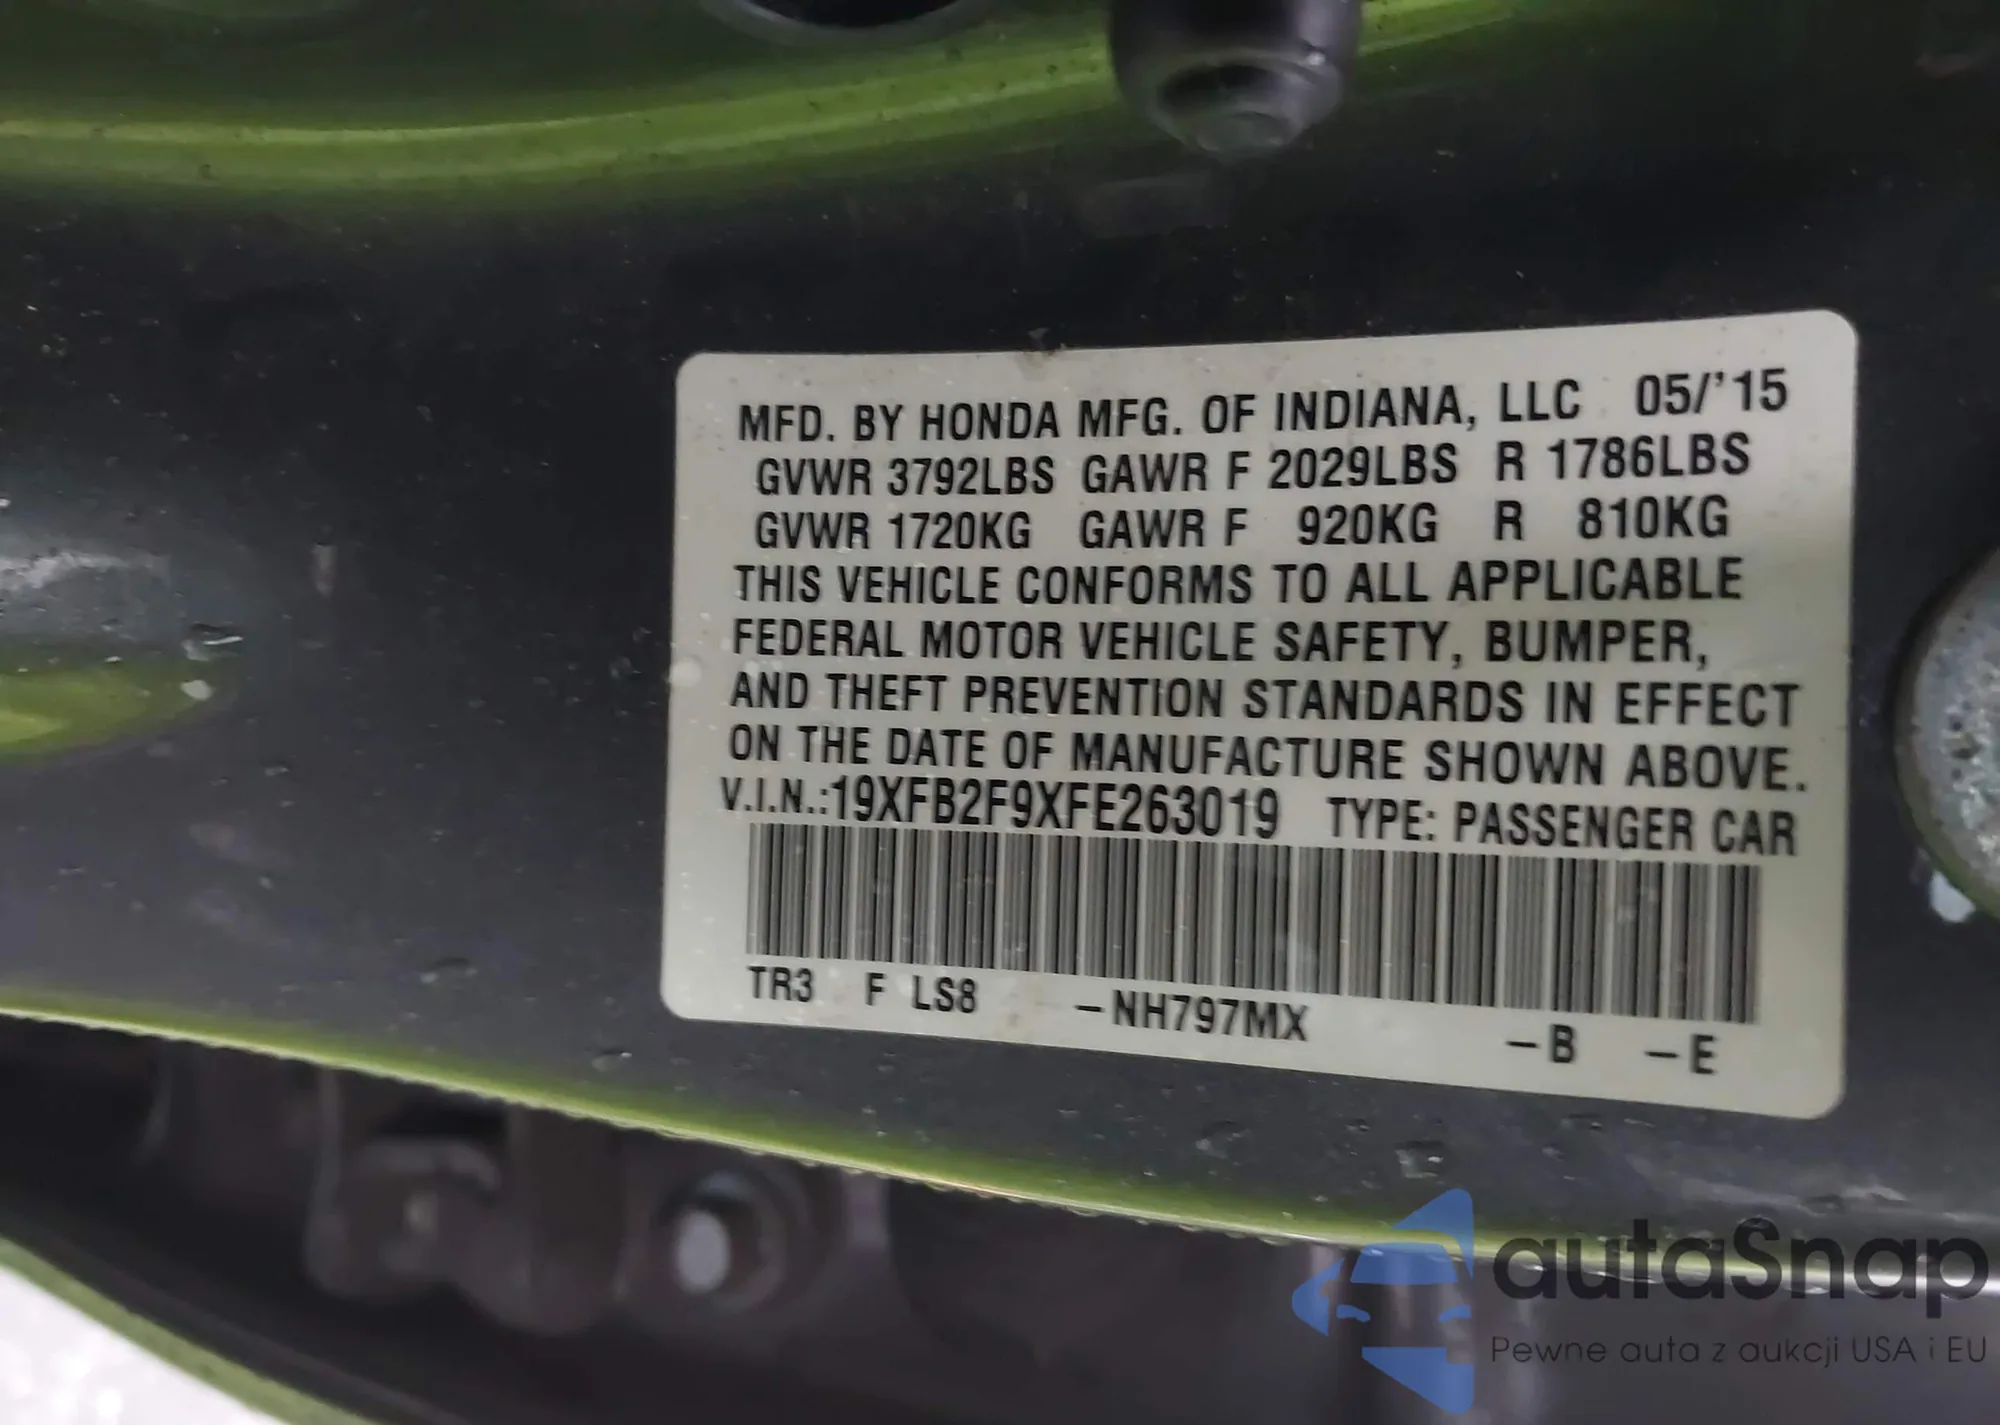 MFD. BY HONDA MFG. OF INDIANA, LLC 05/'15
GVWR 3792LBS GAWR F 2029LBS R 1786LBS
GVWR 1720KG GAWR F 920KG R 810KG
THIS VEHICLE CONFORMS TO ALL APPLICABLE
FEDERAL MOTOR VEHICLE SAFETY, BUMPER,
AND THEFT PREVENTION STANDARDS IN EFFECT
ON THE DATE OF MANUFACTURE SHOWN ABOVE.
V.I.N.:19XFB2F9XFE263019 TYPE: PASSENGER CAR
TR3 F LS8 -NH797MX -B -E
autaSnap
Pewne auta z aukcji USA i EU